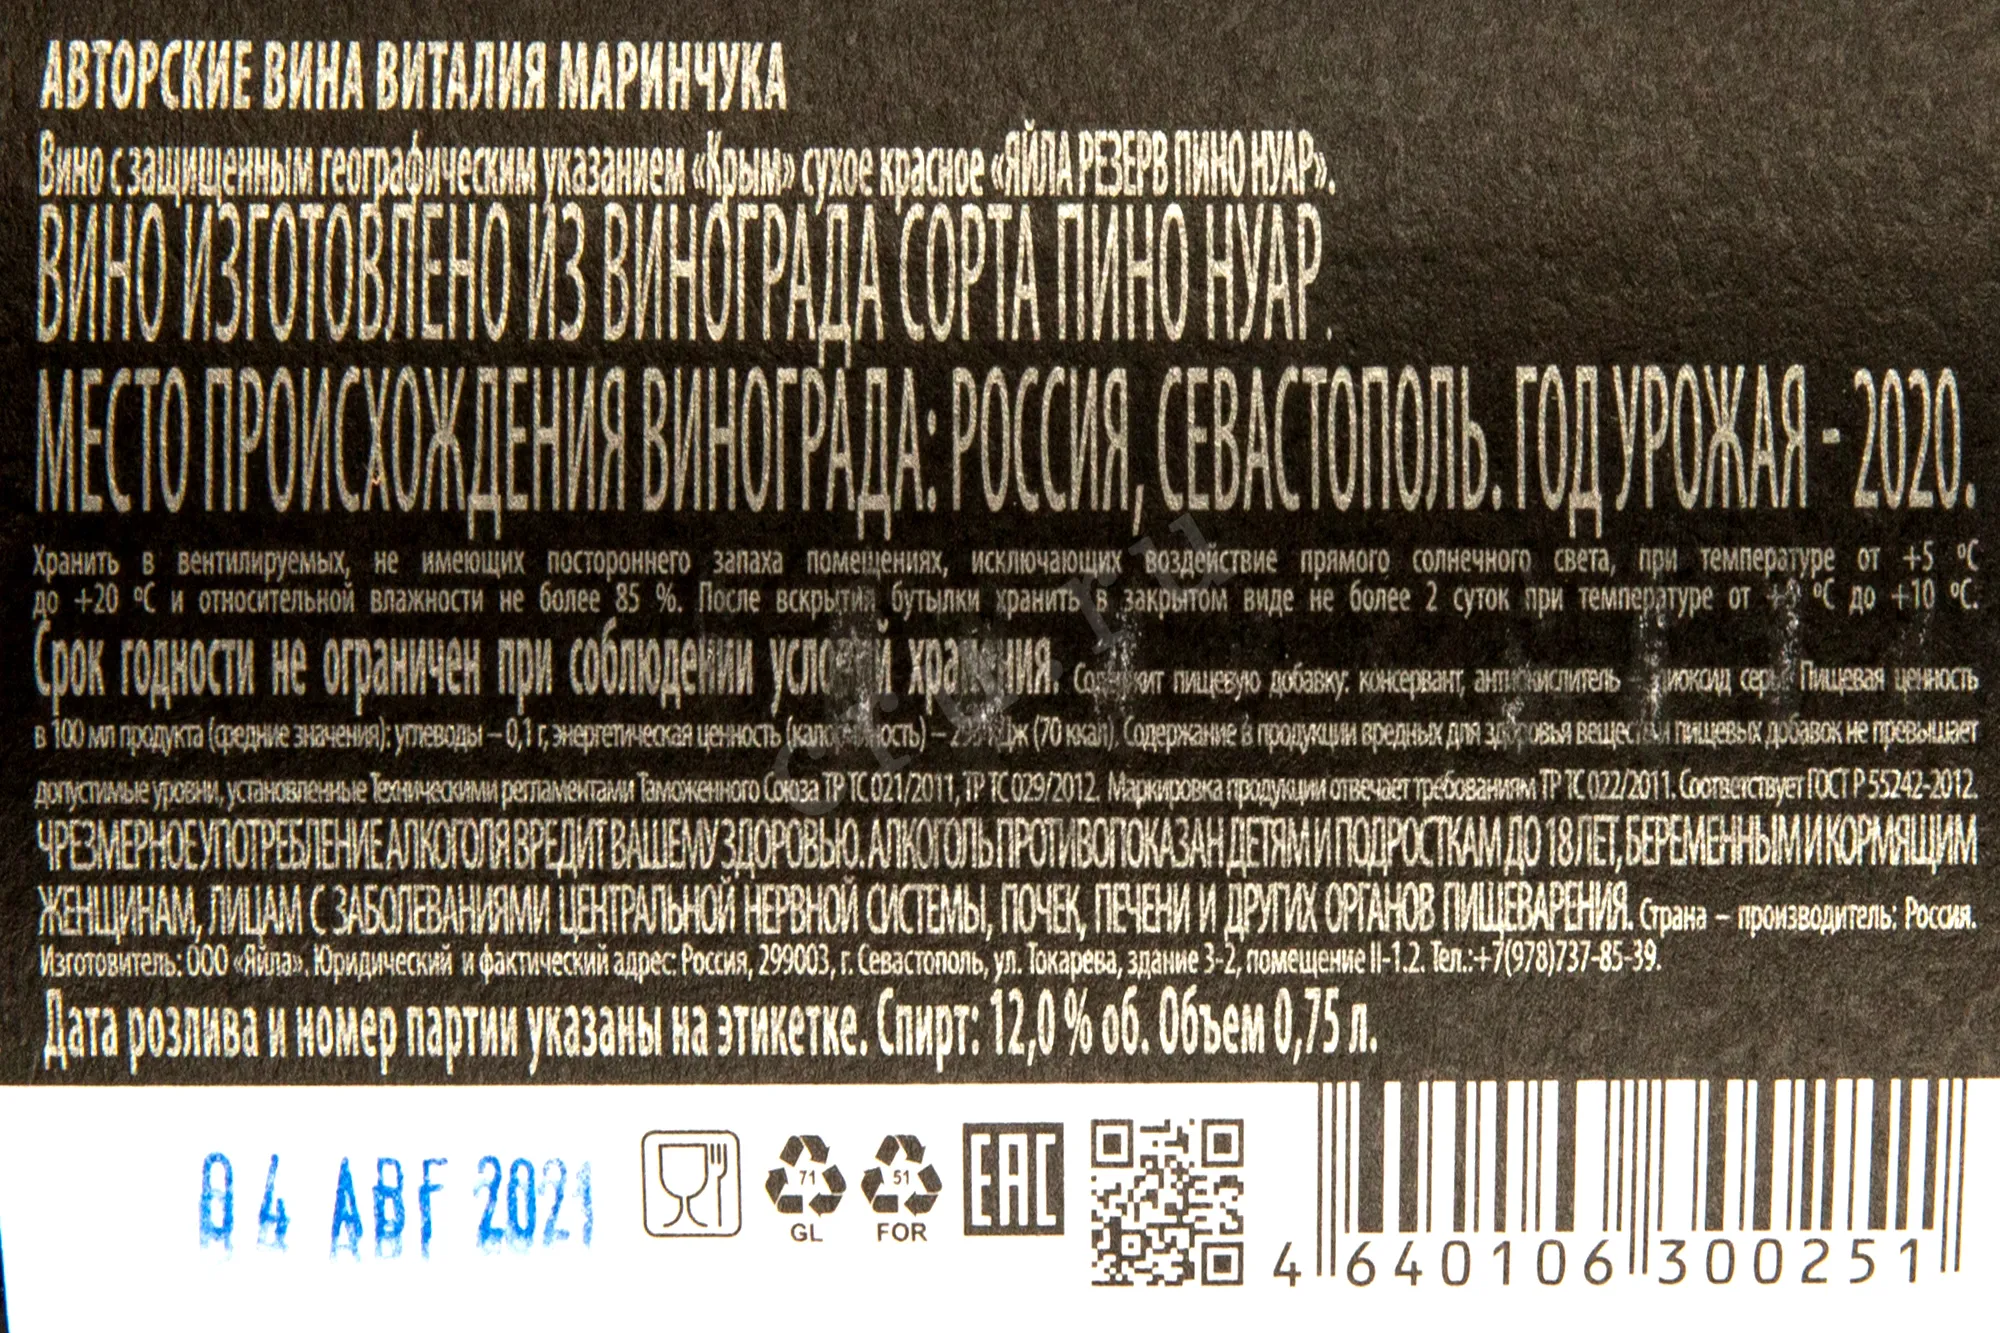 АВТОРСКИЕ ВИНА ВИТАЛИЯ МАРИНЧУКА
Вино с защищенным географическим указанием «Крым» сухое красное «ЯЙЛА РЕЗЕРВ ПИНО НУАР».
ВИНО ИЗГОТОВЛЕНО ИЗ ВИНОГРАДА СОРТА ПИНО НУАР.
МЕСТО ПРОИСХОЖДЕНИЯ ВИНОГРАДА: РОССИЯ, СЕВАСТОПОЛЬ. ГОД УРОЖАЯ - 2020.
Хранить в вентилируемых, не имеющих постороннего запаха помещениях, исключающих воздействие прямого солнечного света, при температуре от +5 ºС
до +20 ºС и относительной влажности не более 85 %. После вскрытия бутылки хранить в закрытом виде не более 2 суток при температуре от ºС до +10 ºС.
Срок годности не ограничен при соблюдении условий хранения. Содержит пищевую добавку: консервант, антиокислитель – диоксид серы. Пищевая ценность
в 100 мл продукта (средние значения): углеводы – 0,1 г, энергетическая ценность (калорийность) – кДж (70 ккал). Содержание в продукции вредных для здоровья веществ и пищевых добавок не превышает
допустимые уровни, установленные Техническими регламентами Таможенного Союза ТР ТС 021/2011, ТР ТС 029/2012. Маркировка продукции отвечает требованиям ТР ТС 022/2011. Соответствует ГОСТ Р 55242-2012.
ЧРЕЗМЕРНОЕ УПОТРЕБЛЕНИЕ АЛКОГОЛЯ ВРЕДИТ ВАШЕМУ ЗДОРОВЬЮ. АЛКОГОЛЬ ПРОТИВОПОКАЗАН ДЕТЯМ И ПОДРОСТКАМ ДО 18 ЛЕТ, БЕРЕМЕННЫМ И КОРМЯЩИМ
ЖЕНЩИНАМ, ЛИЦАМ С ЗАБОЛЕВАНИЯМИ ЦЕНТРАЛЬНОЙ НЕРВНОЙ СИСТЕМЫ, ПОЧЕК, ПЕЧЕНИ И ДРУГИХ ОРГАНОВ ПИЩЕВАРЕНИЯ. Страна – производитель: Россия.
Изготовитель: ООО «Яйла». Юридический и фактический адрес: Россия, 299003, г. Севастополь, ул. Токарева, здание 3-2, помещение II-1.2. Тел.:+7(978)737-85-39.
Дата розлива и номер партии указаны на этикетке. Спирт: 12,0 % об. Объем 0,75 л.
04 АВГ 2021
71
GL
51
FOR
EAC
4 640106 300251